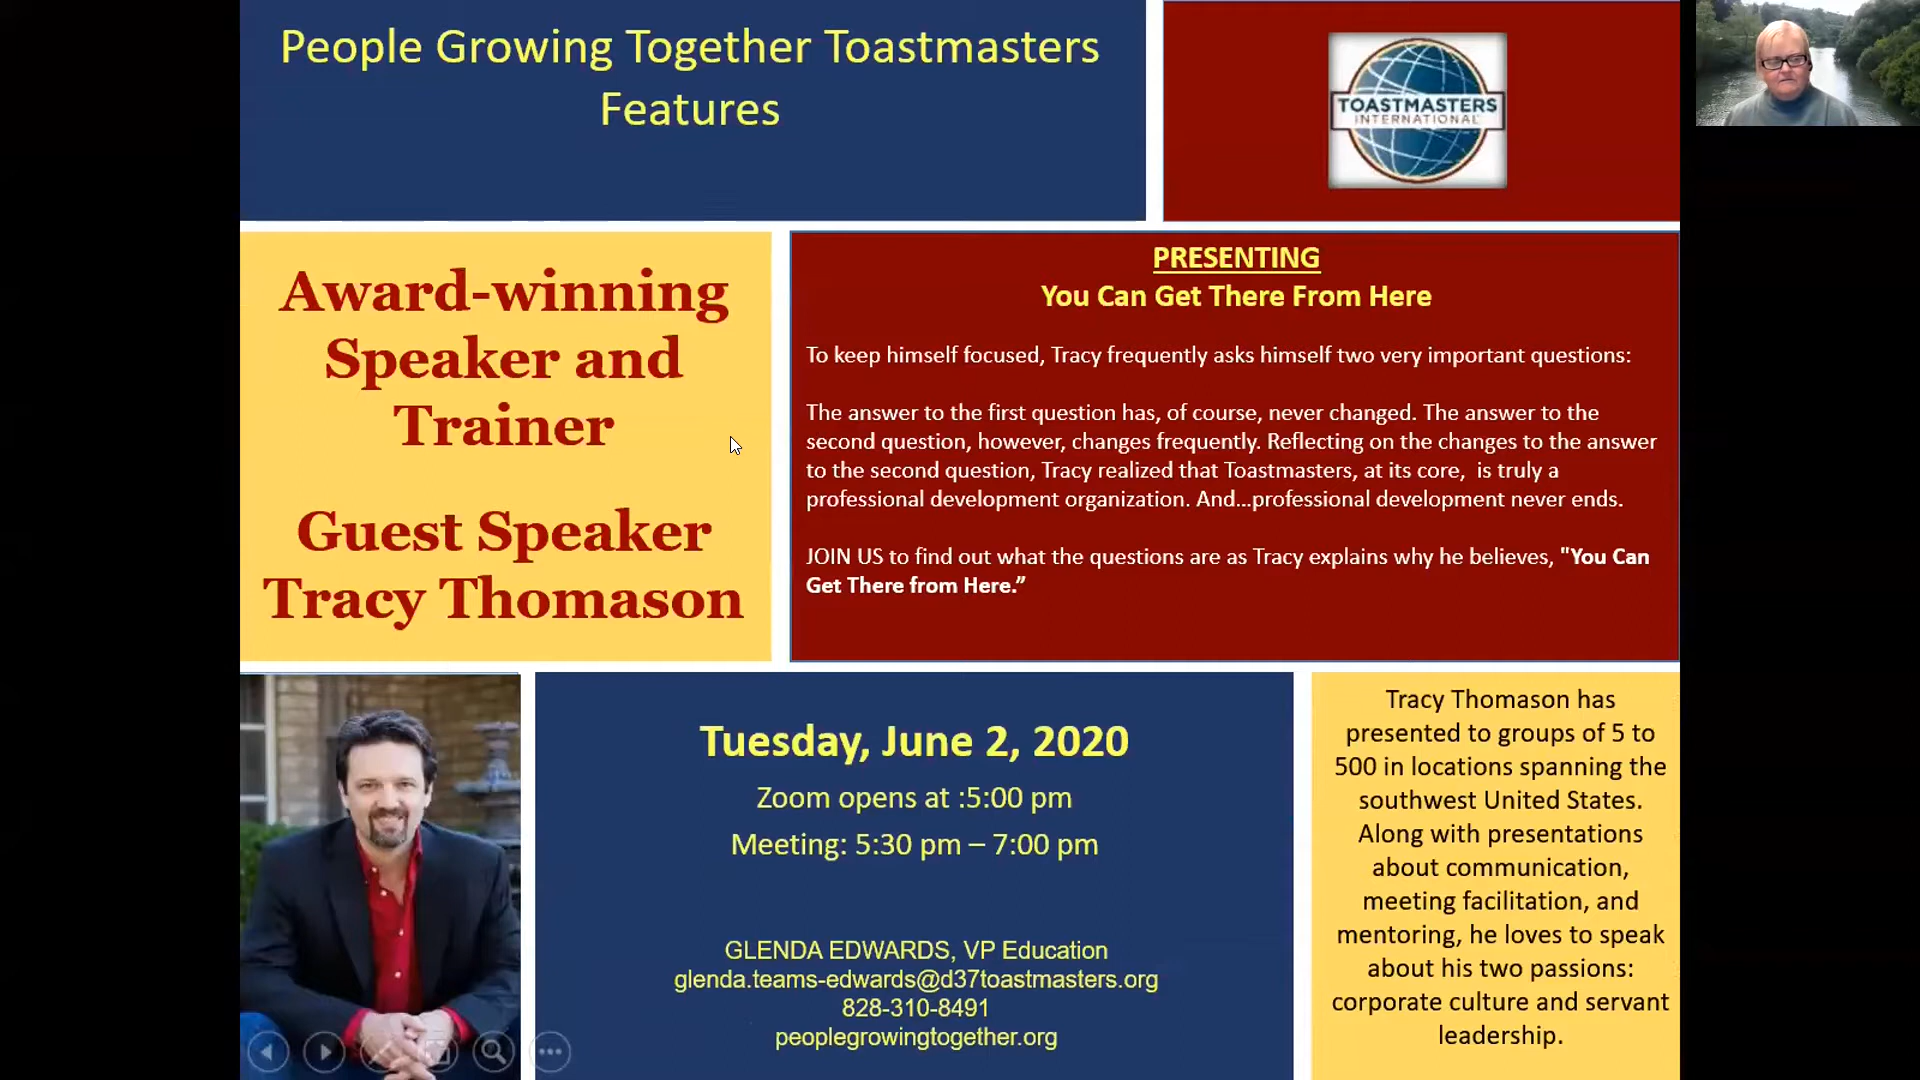 People Growing Together Toastmasters
Features
TOASTMASTERS
INTERNATIONAL
Award-winning
Speaker and
Trainer
Guest Speaker
Tracy Thomason
PRESENTING
You Can Get There From Here
To keep himself focused, Tracy frequently asks himself two very important questions:
The answer to the first question has, of course, never changed. The answer to the
second question, however, changes frequently. Reflecting on the changes to the answer
to the second question, Tracy realized that Toastmasters, at its core,  is truly a
professional development organization. And…professional development never ends.
JOIN US to find out what the questions are as Tracy explains why he believes, "You Can
Get There from Here.”
Tuesday, June 2, 2020
Zoom opens at :5:00 pm
Meeting: 5:30 pm – 7:00 pm
GLENDA EDWARDS, VP Education
glenda.teams-edwards@d37toastmasters.org
828-310-8491
peoplegrowingtogether.org
Tracy Thomason has
presented to groups of 5 to
500 in locations spanning the
southwest United States.
Along with presentations
about communication,
meeting facilitation, and
mentoring, he loves to speak
about his two passions:
corporate culture and servant
leadership.